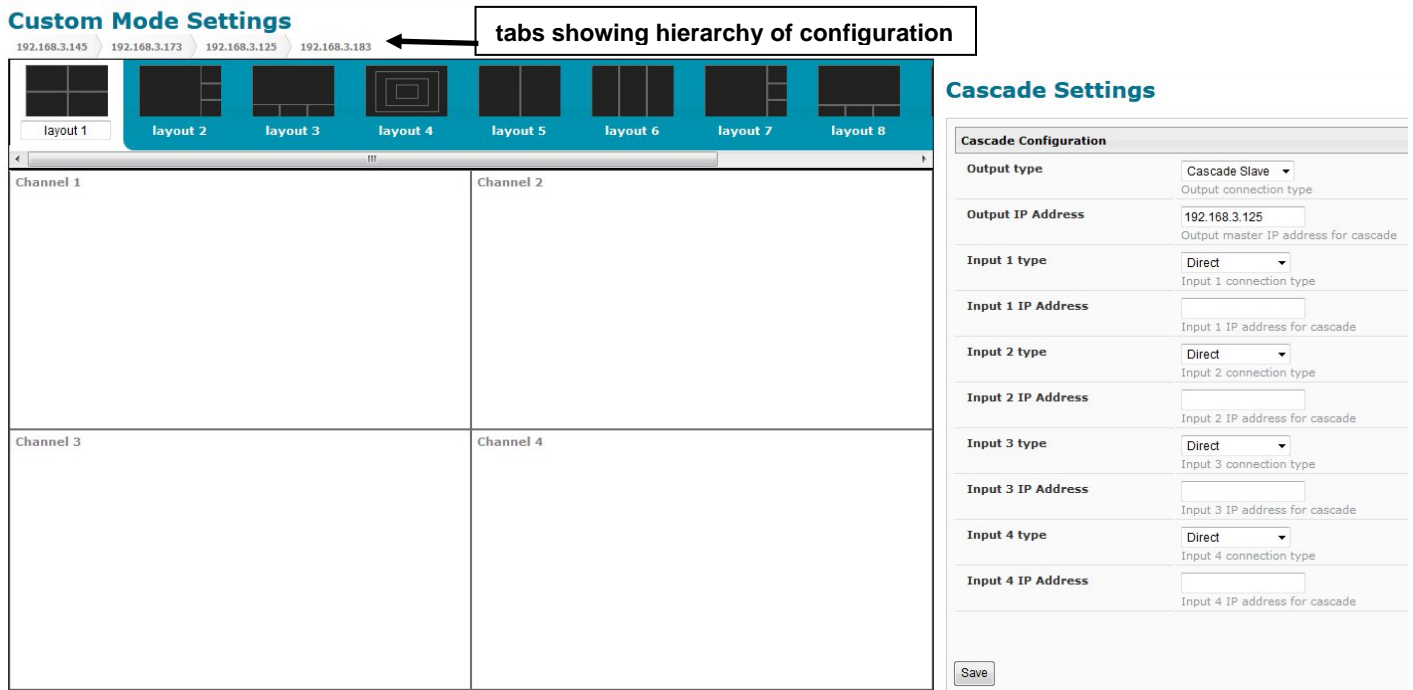 Custom Mode Settings
192.168.3.145 192.168.3.173 192.168.3.125 192.168.3.183
tabs showing hierarchy of configuration
layout 1 layout 2 layout 3 layout 4 layout 5 layout 6 layout 7 layout 8
Channel 1
Channel 2
Channel 3
Channel 4
Cascade Settings
Cascade Configuration
Output type Cascade Slave
Output connection type
Output IP Address 192.168.3.125
Output master IP address for cascade
Input 1 type Direct
Input 1 connection type
Input 1 IP Address
Input 1 IP address for cascade
Input 2 type Direct
Input 2 connection type
Input 2 IP Address
Input 2 IP address for cascade
Input 3 type Direct
Input 3 connection type
Input 3 IP Address
Input 3 IP address for cascade
Input 4 type Direct
Input 4 connection type
Input 4 IP Address
Input 4 IP address for cascade
Save